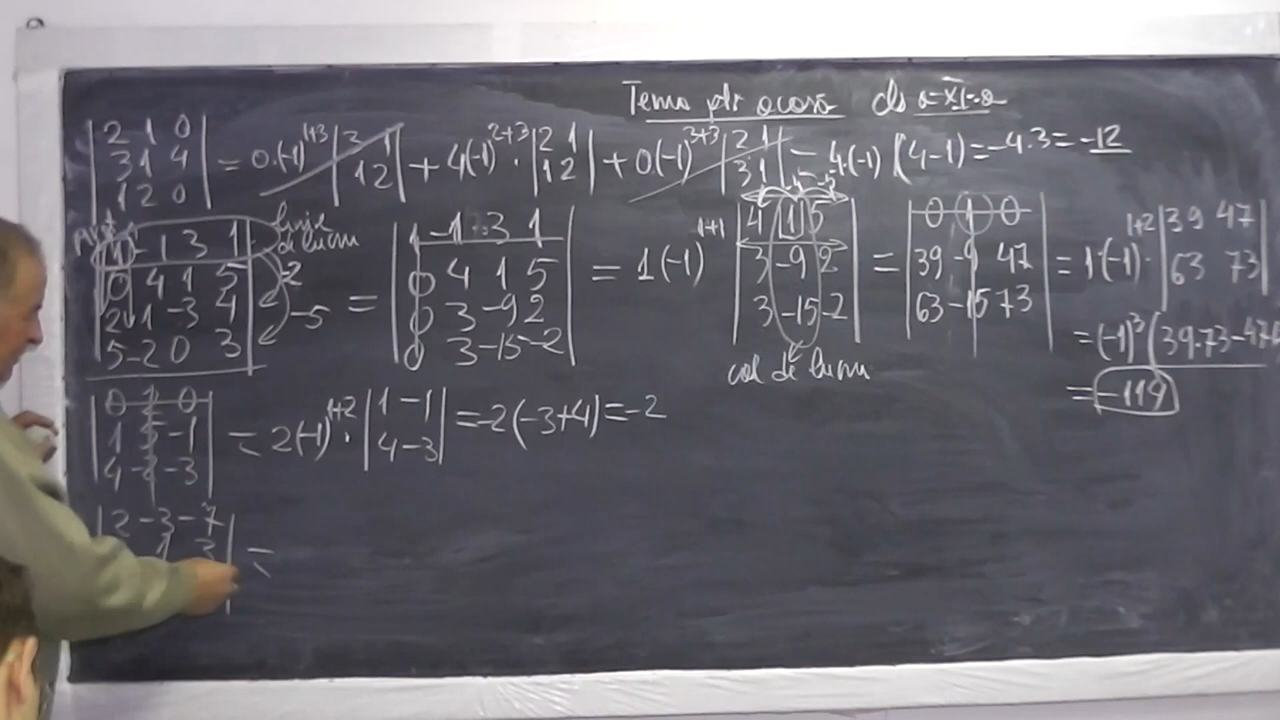 Tema ptr acasă cls a-XI-a
|2 1 0; 3 1 4; 1 2 0| = 0·(-1)^1+3 |3 1; 1 2| + 4(-1)^2+3 · |2 1; 1 2| + 0(-1)^3+3 |2 1; 3 1| = 4·(-1) (4-1) = -4·3 = -12
linie de lucru
|1 -1 3 1; 0 4 1 5; 2 1 -3 4; 5 -2 0 3| -2 -5 = |1 -1 3 1; 0 4 1 5; 0 3 -9 2; 0 3 -15 -2| = 1(-1)^1+1 |4 1 5; 3 -9 2; 3 -15 -2| = |0 1 0; 39 -9 47; 63 -15 73| = 1·(-1)^1+2 · |39 47; 63 73|
col de lucru
= (-1)^3 (39·73-47
= -114
|0 2 0; 1 5 -1; 4 -2 -3| = 2(-1)^1+2 · |1 -1; 4 -3| = -2(-3+4) = -2
|2 -3 -7
=